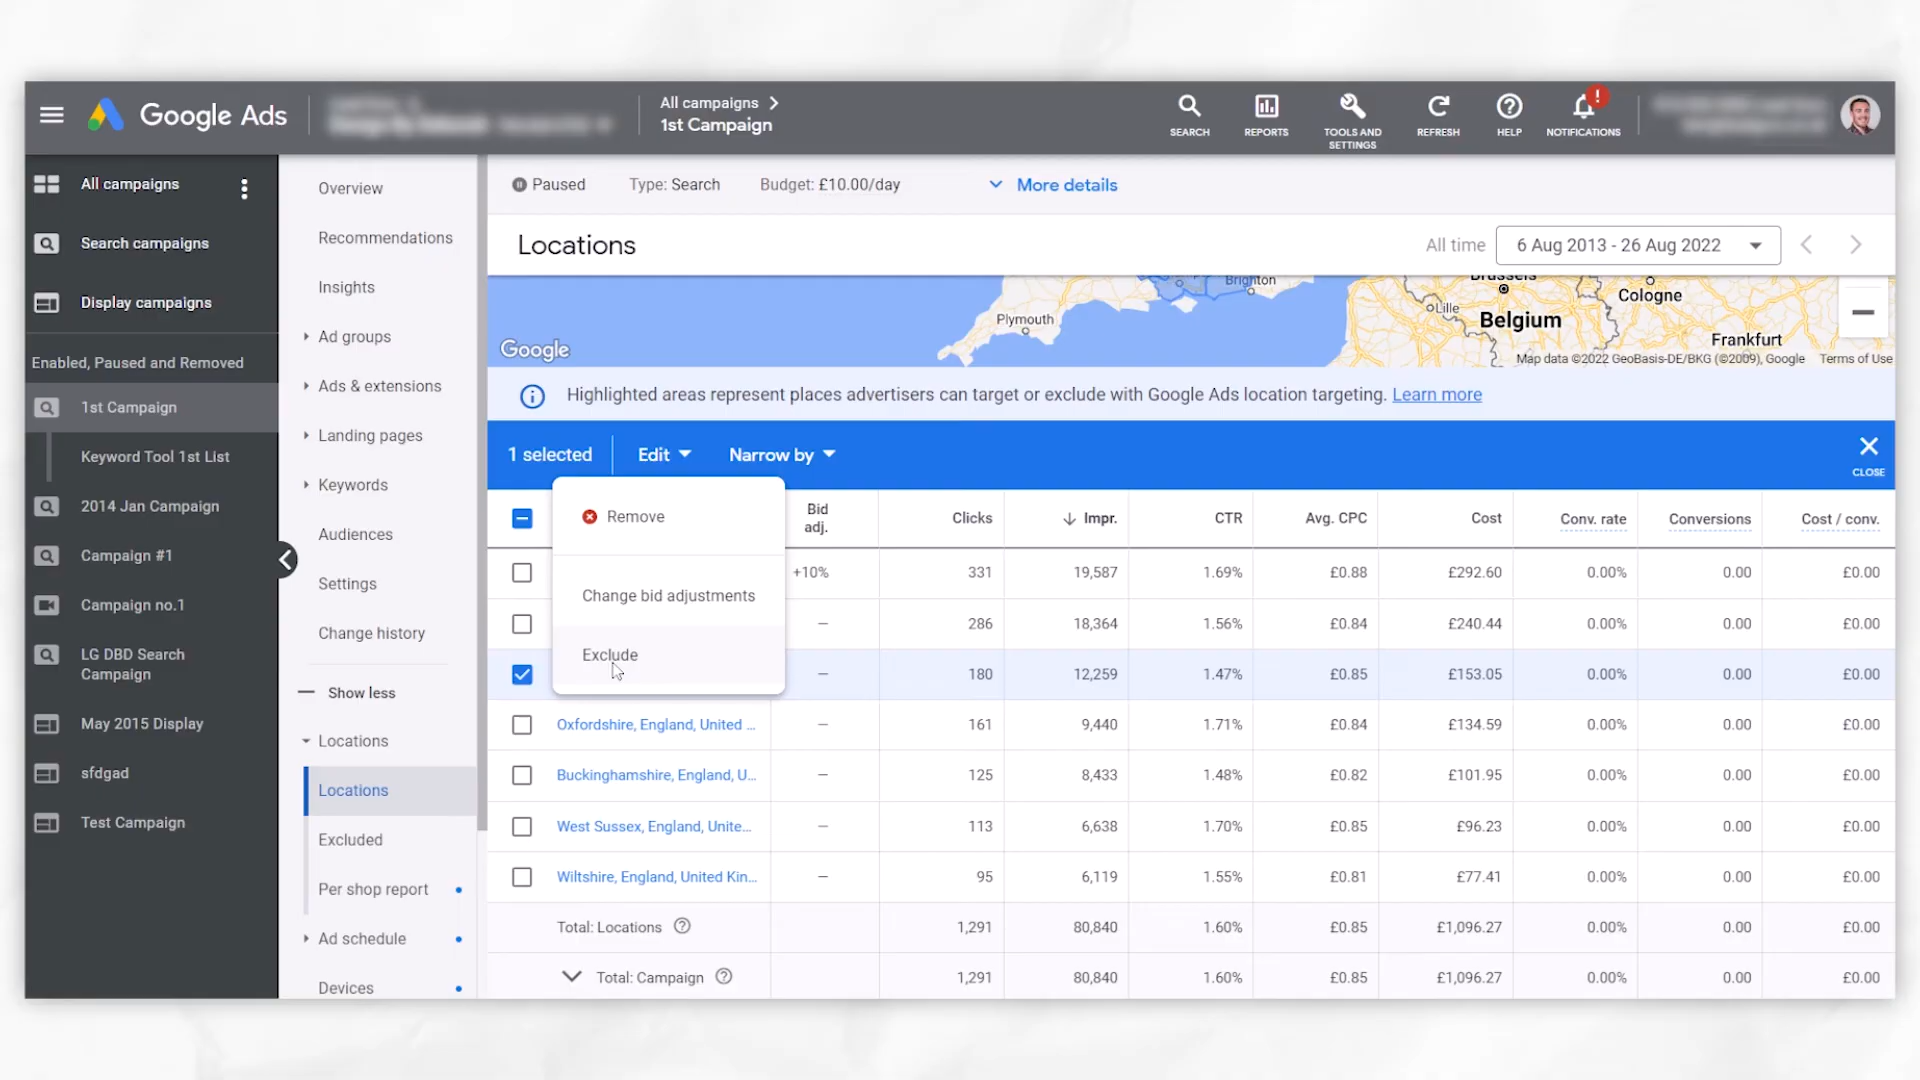 Google Ads
All campaigns
1st Campaign
SEARCH
REPORTS
TOOLS AND
SETTINGS
REFRESH
HELP
!
NOTIFICATIONS
All campaigns
Search campaigns
Display campaigns
Enabled, Paused and Removed
1st Campaign
Keyword Tool 1st List
2014 Jan Campaign
Campaign #1
Campaign no.1
LG DBD Search
Campaign
May 2015 Display
sfdgad
Test Campaign
Overview
Recommendations
Insights
Ad groups
Ads & extensions
Landing pages
Keywords
Audiences
Settings
Change history
Show less
Locations
Locations
Excluded
Per shop report
Ad schedule
Devices
Paused
Type: Search
Budget: £10.00/day
More details
Locations
All time
6 Aug 2013 - 26 Aug 2022
Brighton
Plymouth
Brussels
Lille
Belgium
Cologne
Frankfurt
Google
Map data ©2022 GeoBasis-DE/BKG (©2009), Google
Terms of Use
Highlighted areas represent places advertisers can target or exclude with Google Ads location targeting. Learn more
1 selected
Edit
Narrow by
CLOSE
Remove
Change bid adjustments
Exclude
Bid
adj.
Clicks
Impr.
CTR
Avg. CPC
Cost
Conv. rate
Conversions
Cost / conv.
+10% 331 19,587 1.69% £0.88 £292.60 0.00% 0.00 £0.00
— 286 18,364 1.56% £0.84 £240.44 0.00% 0.00 £0.00
— 180 12,259 1.47% £0.85 £153.05 0.00% 0.00 £0.00
Oxfordshire, England, United ... — 161 9,440 1.71% £0.84 £134.59 0.00% 0.00 £0.00
Buckinghamshire, England, U... — 125 8,433 1.48% £0.82 £101.95 0.00% 0.00 £0.00
West Sussex, England, Unite... — 113 6,638 1.70% £0.85 £96.23 0.00% 0.00 £0.00
Wiltshire, England, United Kin... — 95 6,119 1.55% £0.81 £77.41 0.00% 0.00 £0.00
Total: Locations 1,291 80,840 1.60% £0.85 £1,096.27 0.00% 0.00 £0.00
Total: Campaign 1,291 80,840 1.60% £0.85 £1,096.27 0.00% 0.00 £0.00